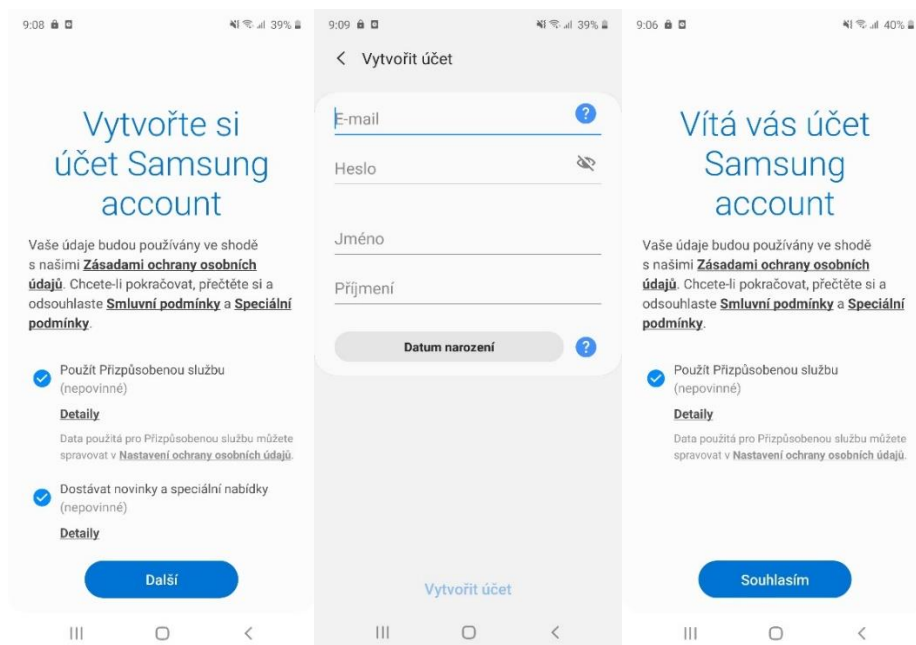 9:08 39%
Vytvořte si
účet Samsung
account
Vaše údaje budou používány ve shodě
s našimi Zásadami ochrany osobních
údajů. Chcete-li pokračovat, přečtěte si a
odsouhlaste Smluvní podmínky a Speciální
podmínky.
Použít Přizpůsobenou službu
(nepovinné)
Detaily
Data použitá pro Přizpůsobenou službu můžete
spravovat v Nastavení ochrany osobních údajů.
Dostávat novinky a speciální nabídky
(nepovinné)
Detaily
Další
9:09 39%
Vytvořit účet
E-mail
Heslo
Jméno
Příjmení
Datum narození
Vytvořit účet
9:06 40%
Vítá vás účet
Samsung
account
Vaše údaje budou používány ve shodě
s našimi Zásadami ochrany osobních
údajů. Chcete-li pokračovat, přečtěte si a
odsouhlaste Smluvní podmínky a Speciální
podmínky.
Použít Přizpůsobenou službu
(nepovinné)
Detaily
Data použitá pro Přizpůsobenou službu můžete
spravovat v Nastavení ochrany osobních údajů.
Souhlasím